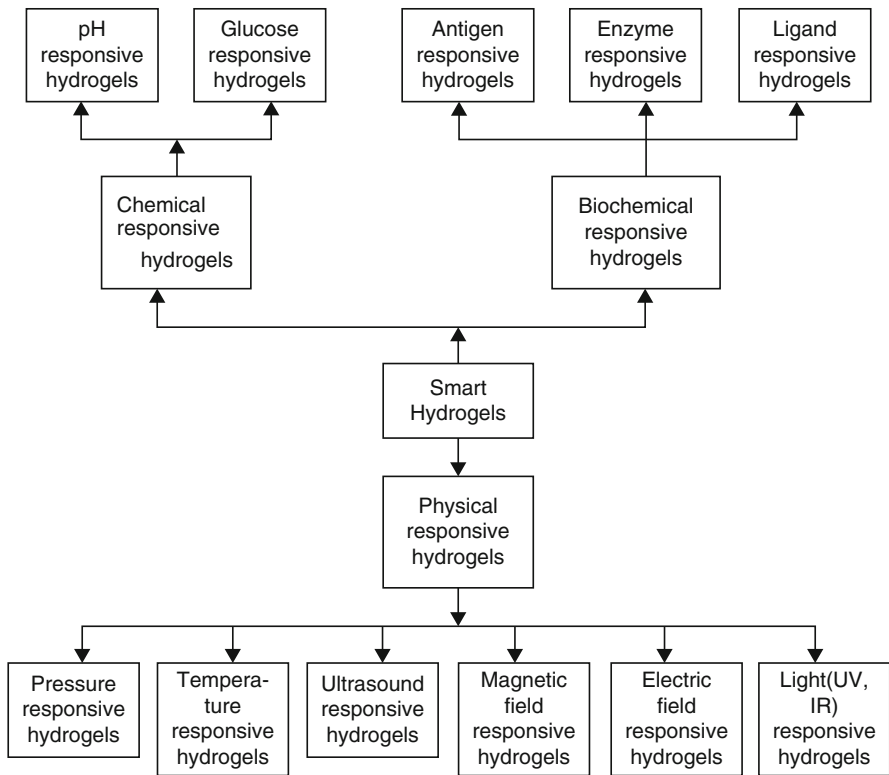 pH
responsive
hydrogels
Glucose
responsive
hydrogels
Antigen
responsive
hydrogels
Enzyme
responsive
hydrogels
Ligand
responsive
hydrogels
Chemical
responsive
hydrogels
Biochemical
responsive
hydrogels
Smart
Hydrogels
Physical
responsive
hydrogels
Pressure
responsive
hydrogels
Tempera-
ture
responsive
hydrogels
Ultrasound
responsive
hydrogels
Magnetic
field
responsive
hydrogels
Electric
field
responsive
hydrogels
Light(UV,
IR)
responsive
hydrogels